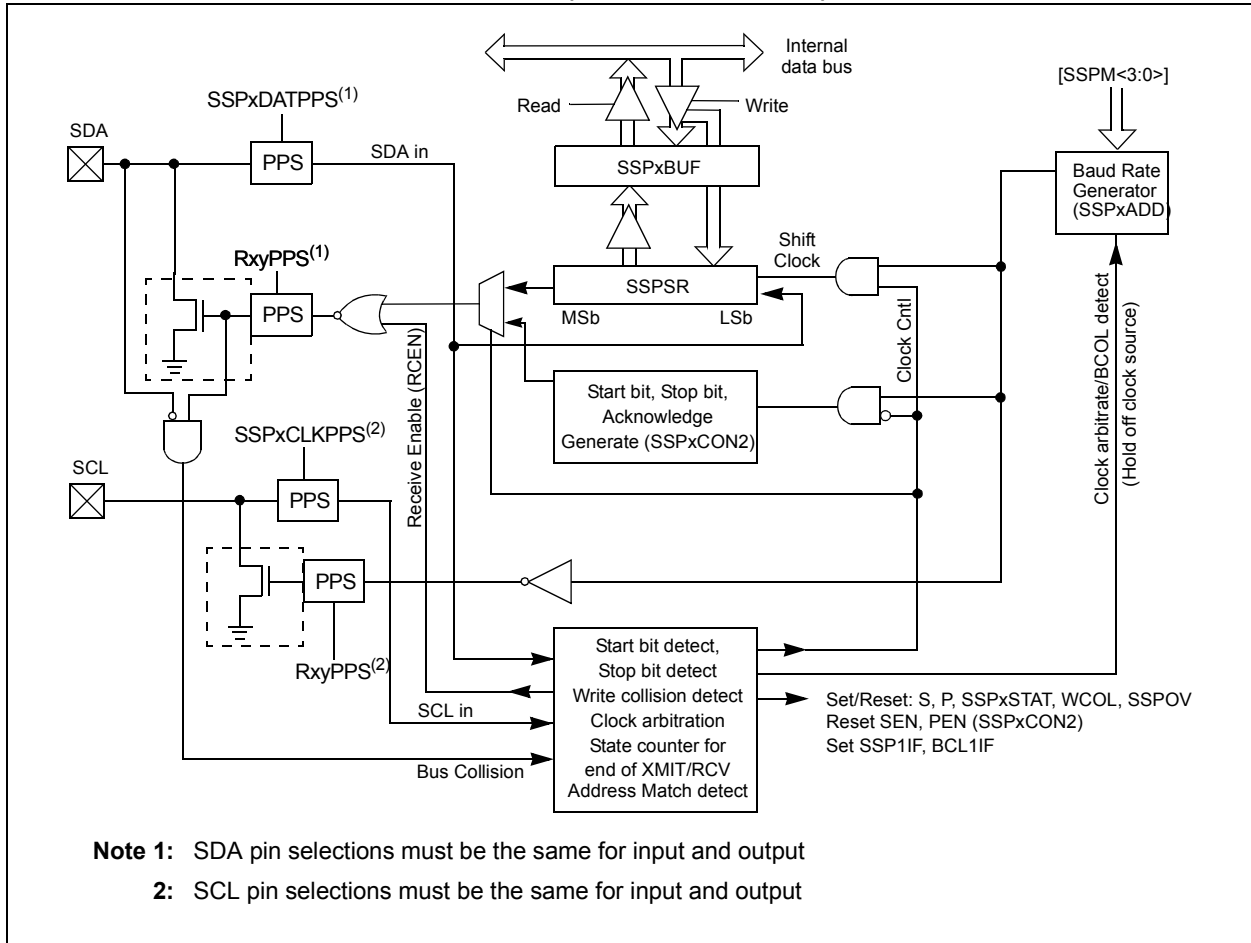 Internal
data bus
[SSPM<3:0>]
SSPxDATPPS(1)
Read
Write
SDA
PPS
SDA in
SSPxBUF
Baud Rate
Generator
(SSPxADD)
RxyPPS(1)
Shift
Clock
PPS
SSPSR
MSb
LSb
Receive Enable (RCEN)
Clock Cntl
Clock arbitrate/BCOL detect
(Hold off clock source)
Start bit, Stop bit,
Acknowledge
Generate (SSPxCON2)
SSPxCLKPPS(2)
SCL
PPS
PPS
RxyPPS(2)
SCL in
Bus Collision
Start bit detect,
Stop bit detect
Write collision detect
Clock arbitration
State counter for
end of XMIT/RCV
Address Match detect
Set/Reset: S, P, SSPxSTAT, WCOL, SSPOV
Reset SEN, PEN (SSPxCON2)
Set SSP1IF, BCL1IF
Note 1: SDA pin selections must be the same for input and output
2: SCL pin selections must be the same for input and output